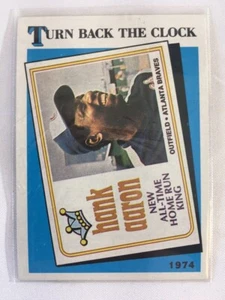 TURN BACK THE CLOCK
hank
aaron
NEW
ALL-TIME
HOME RUN
KING
OUTFIELD • ATLANTA BRAVES
1974